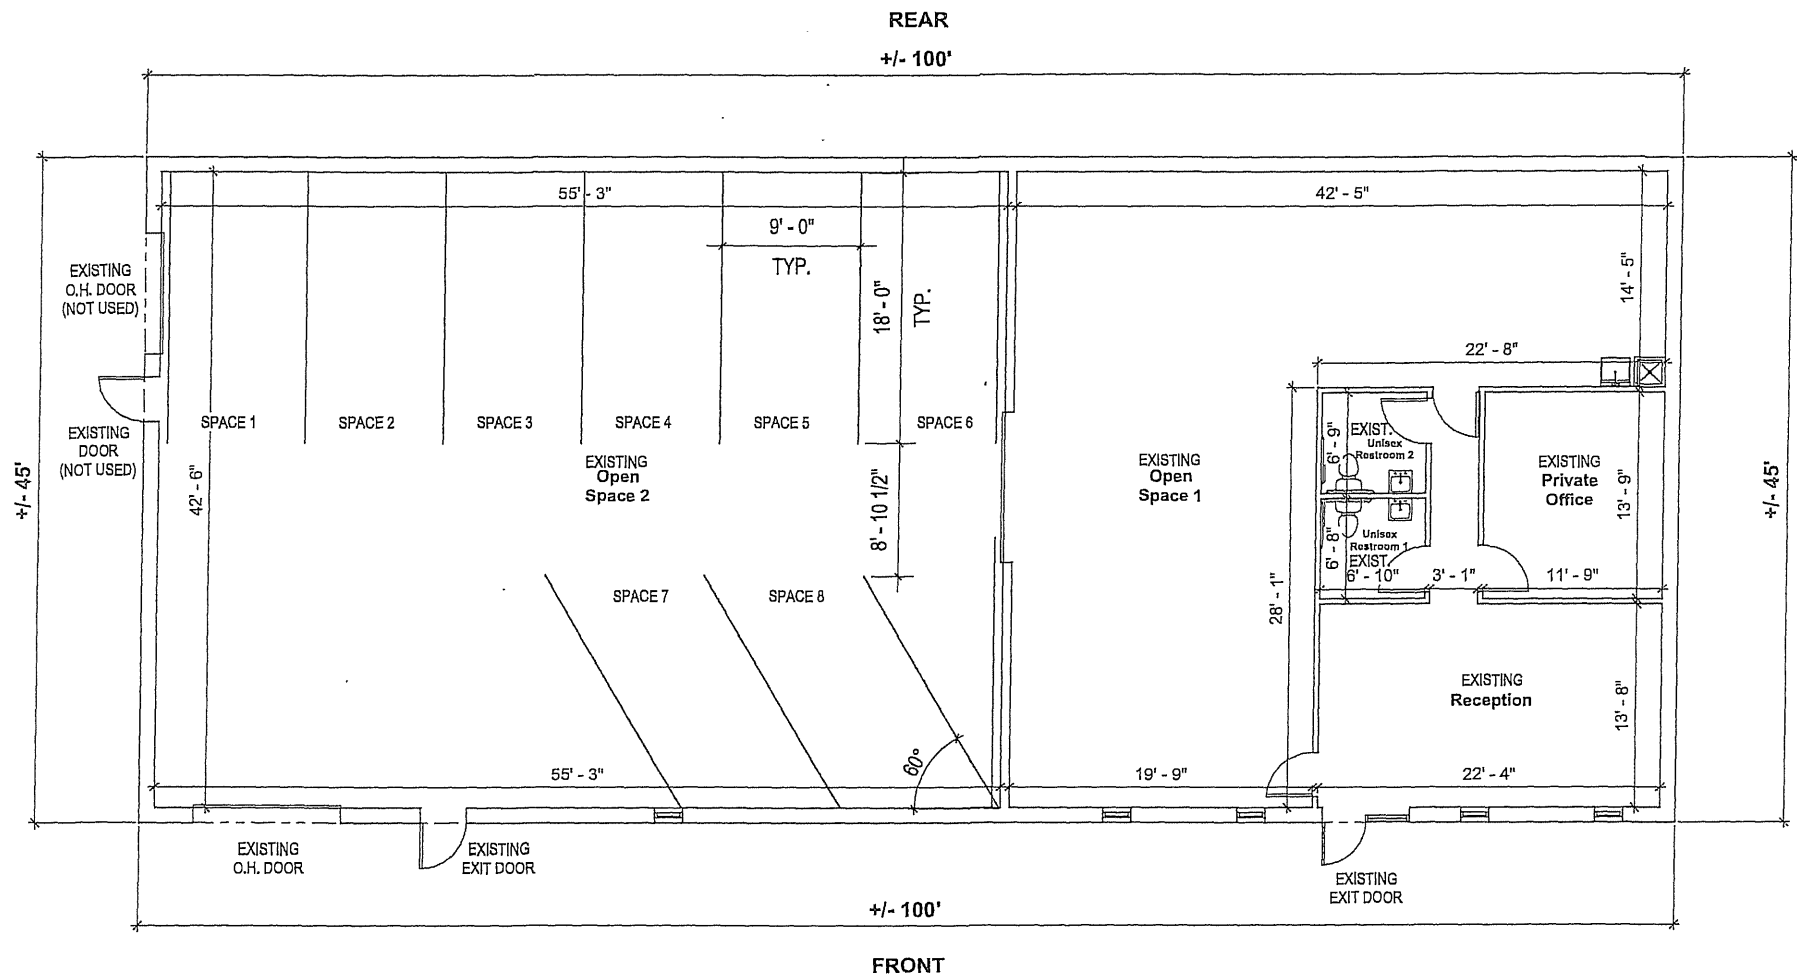 REAR
+/- 100'
55' - 3"
42' - 5"
9' - 0"
TYP.
18' - 0"
TYP.
14' - 5"
EXISTING
O.H. DOOR
(NOT USED)
22' - 8"
SPACE 1
SPACE 2
SPACE 3
SPACE 4
SPACE 5
SPACE 6
EXISTING
DOOR
(NOT USED)
+/- 45'
42' - 6"
EXISTING
Open
Space 2
8' - 10 1/2"
EXISTING
Open
Space 1
6' - 9"
EXIST.
Unisex
Restroom 2
EXISTING
Private
Office
13' - 9"
+/- 45'
6' - 8"
Unisex
Restroom 1
EXIST.
6' - 10"
3' - 1"
11' - 9"
28' - 1"
SPACE 7
SPACE 8
EXISTING
Reception
13' - 8"
60°
55' - 3"
19' - 9"
22' - 4"
EXISTING
O.H. DOOR
EXISTING
EXIT DOOR
EXISTING
EXIT DOOR
+/- 100'
FRONT